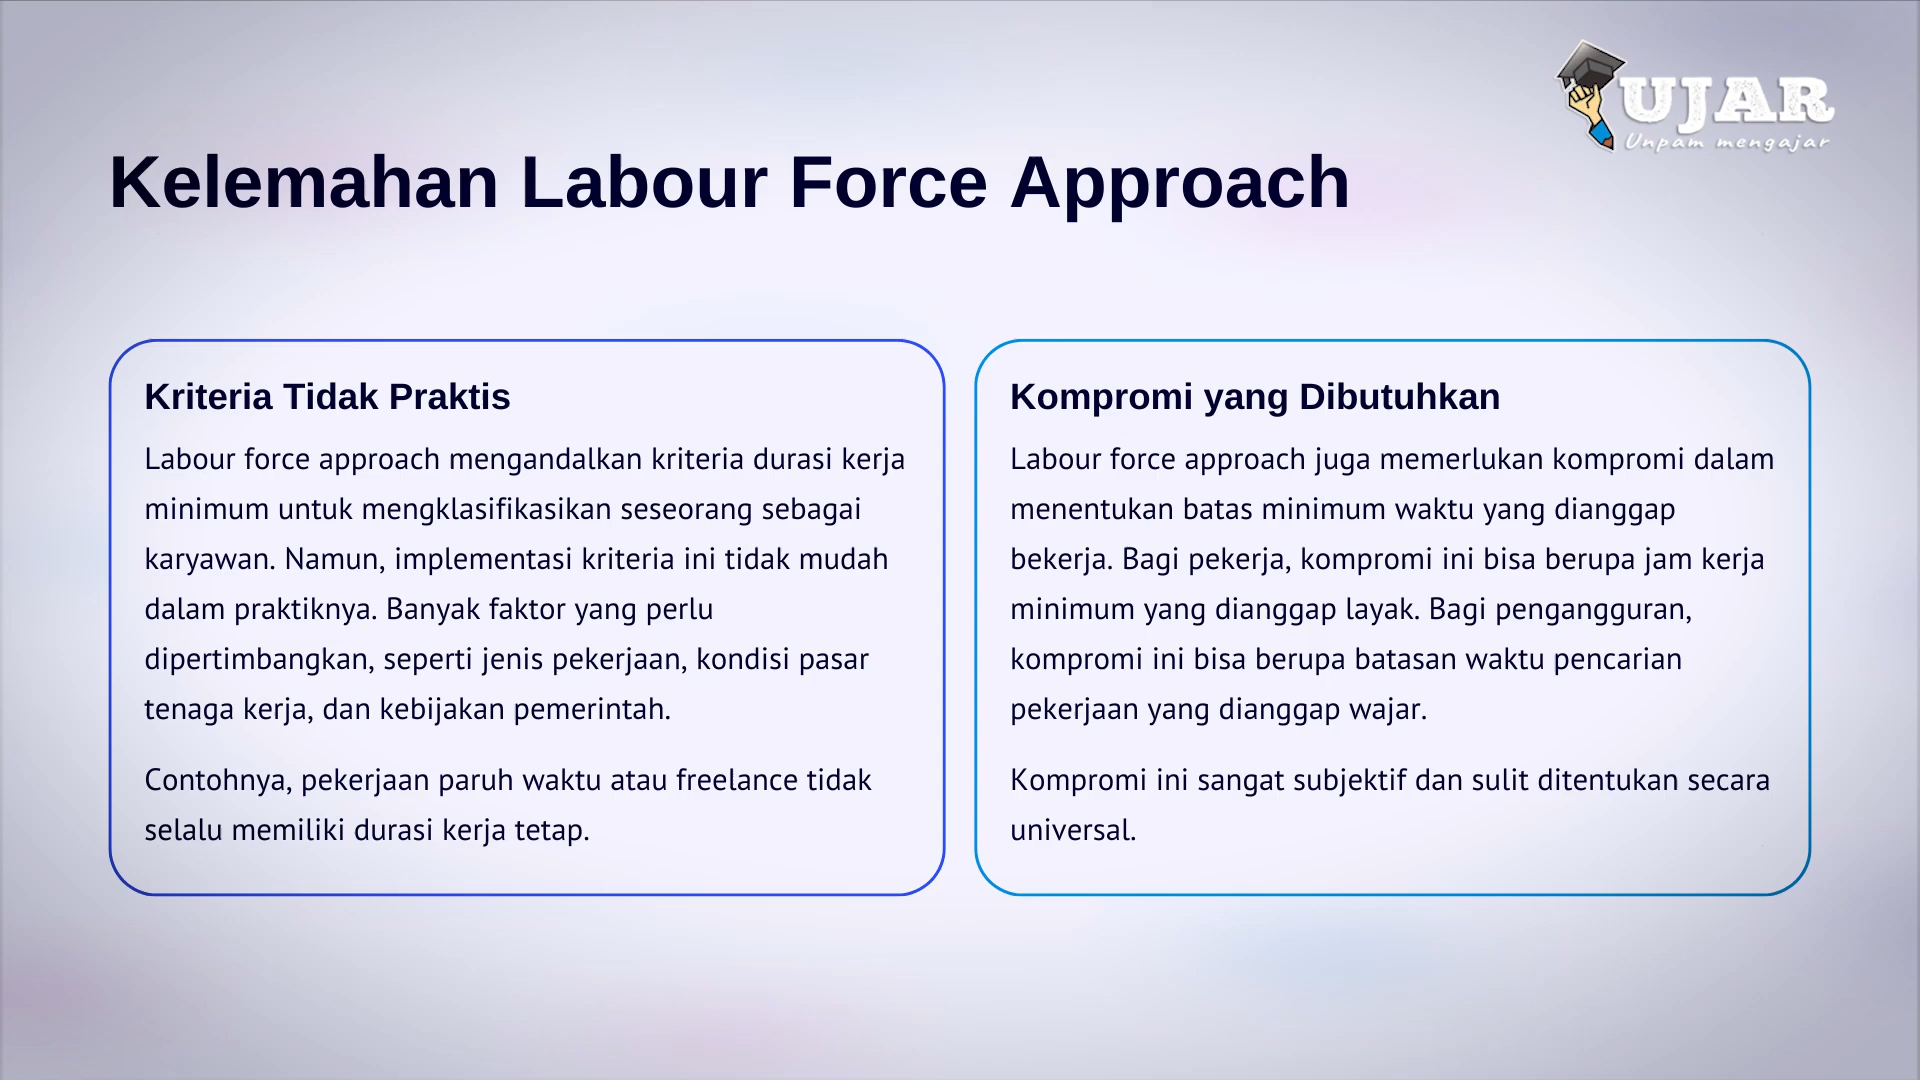 UJAR
Unpam mengajar
Kelemahan Labour Force Approach
Kriteria Tidak Praktis
Labour force approach mengandalkan kriteria durasi kerja
minimum untuk mengklasifikasikan seseorang sebagai
karyawan. Namun, implementasi kriteria ini tidak mudah
dalam praktiknya. Banyak faktor yang perlu
dipertimbangkan, seperti jenis pekerjaan, kondisi pasar
tenaga kerja, dan kebijakan pemerintah.
Contohnya, pekerjaan paruh waktu atau freelance tidak
selalu memiliki durasi kerja tetap.
Kompromi yang Dibutuhkan
Labour force approach juga memerlukan kompromi dalam
menentukan batas minimum waktu yang dianggap
bekerja. Bagi pekerja, kompromi ini bisa berupa jam kerja
minimum yang dianggap layak. Bagi pengangguran,
kompromi ini bisa berupa batasan waktu pencarian
pekerjaan yang dianggap wajar.
Kompromi ini sangat subjektif dan sulit ditentukan secara
universal.